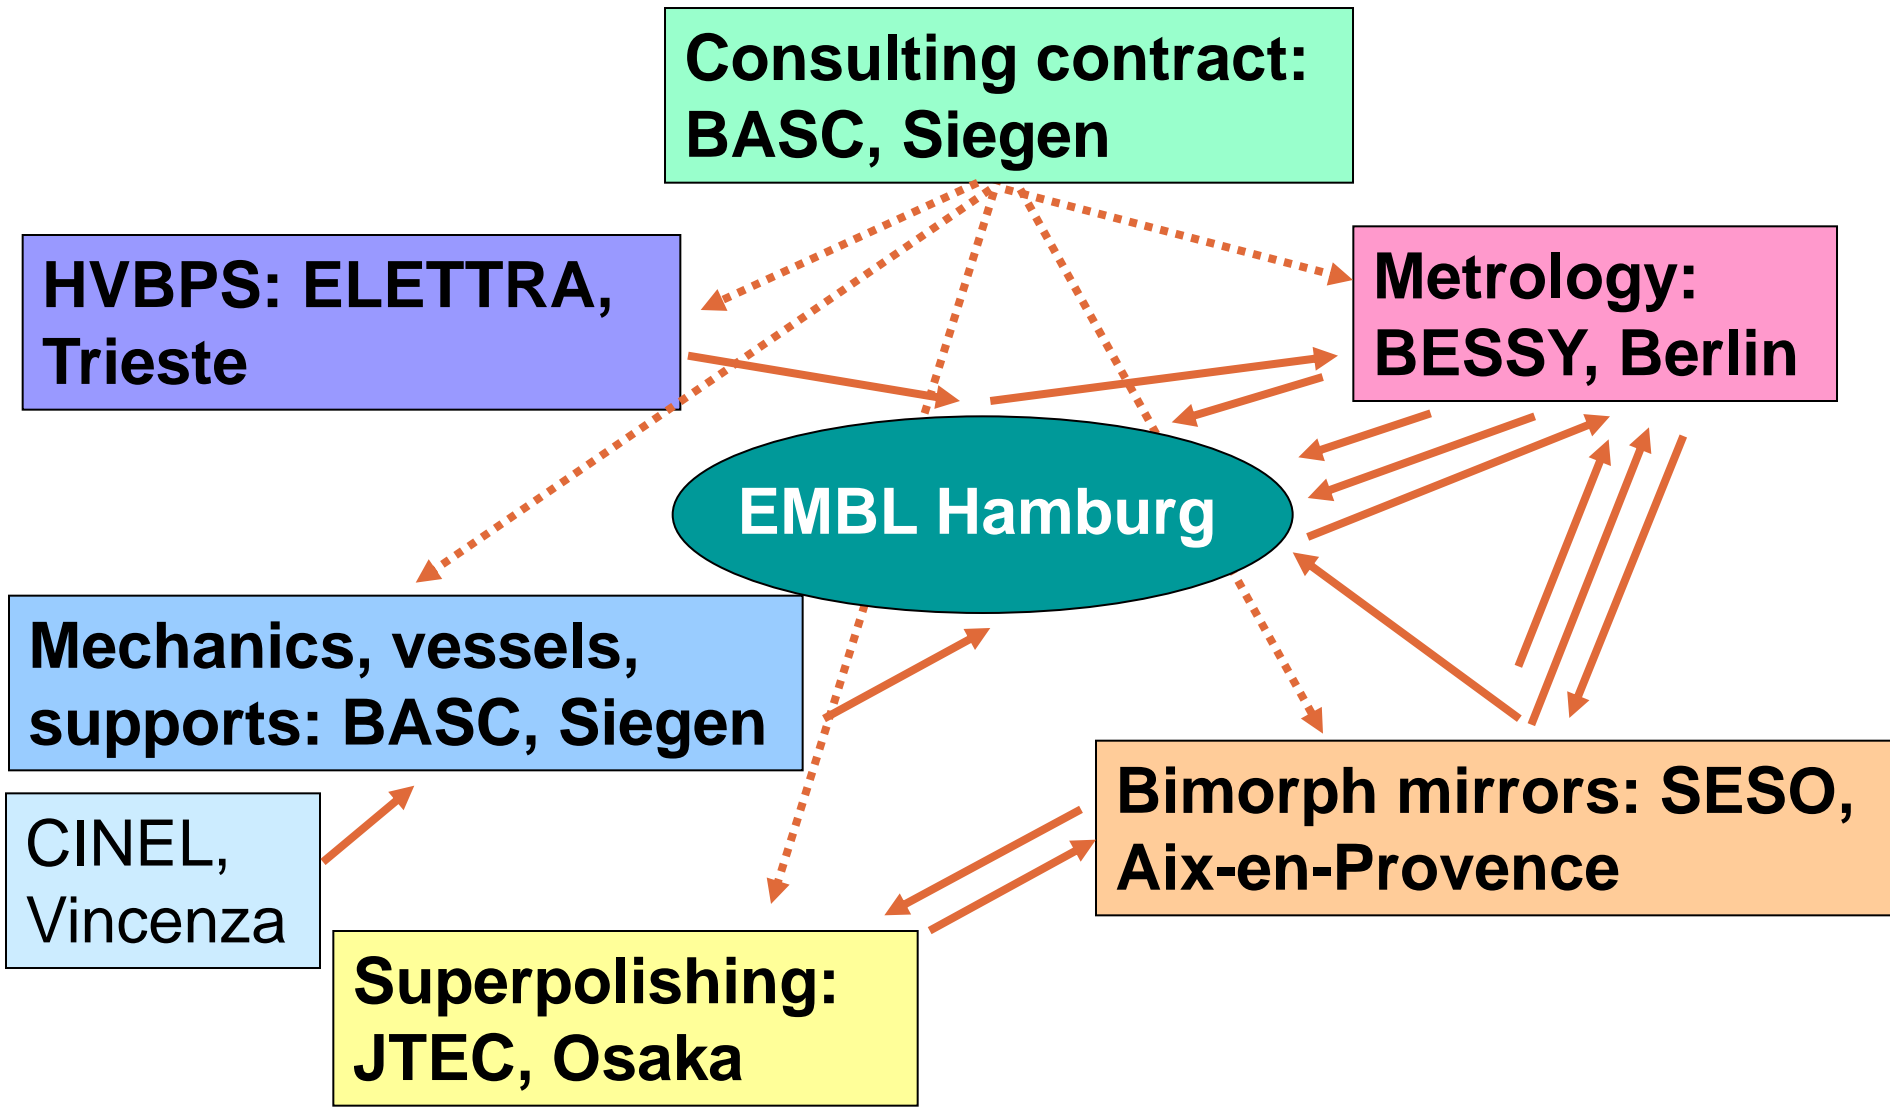 Consulting contract:
BASC, Siegen
HVBPS: ELETTRA,
Trieste
Metrology:
BESSY, Berlin
EMBL Hamburg
Mechanics, vessels,
supports: BASC, Siegen
Bimorph mirrors: SESO,
Aix-en-Provence
CINEL,
Vincenza
Superpolishing:
JTEC, Osaka